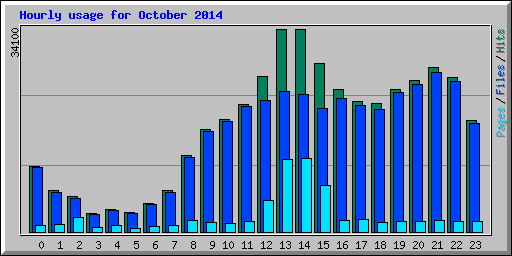 Hourly usage for October 2014
34100
Pages/Files/Hits
0 1 2 3 4 5 6 7 8 9 10 11 12 13 14 15 16 17 18 19 20 21 22 23